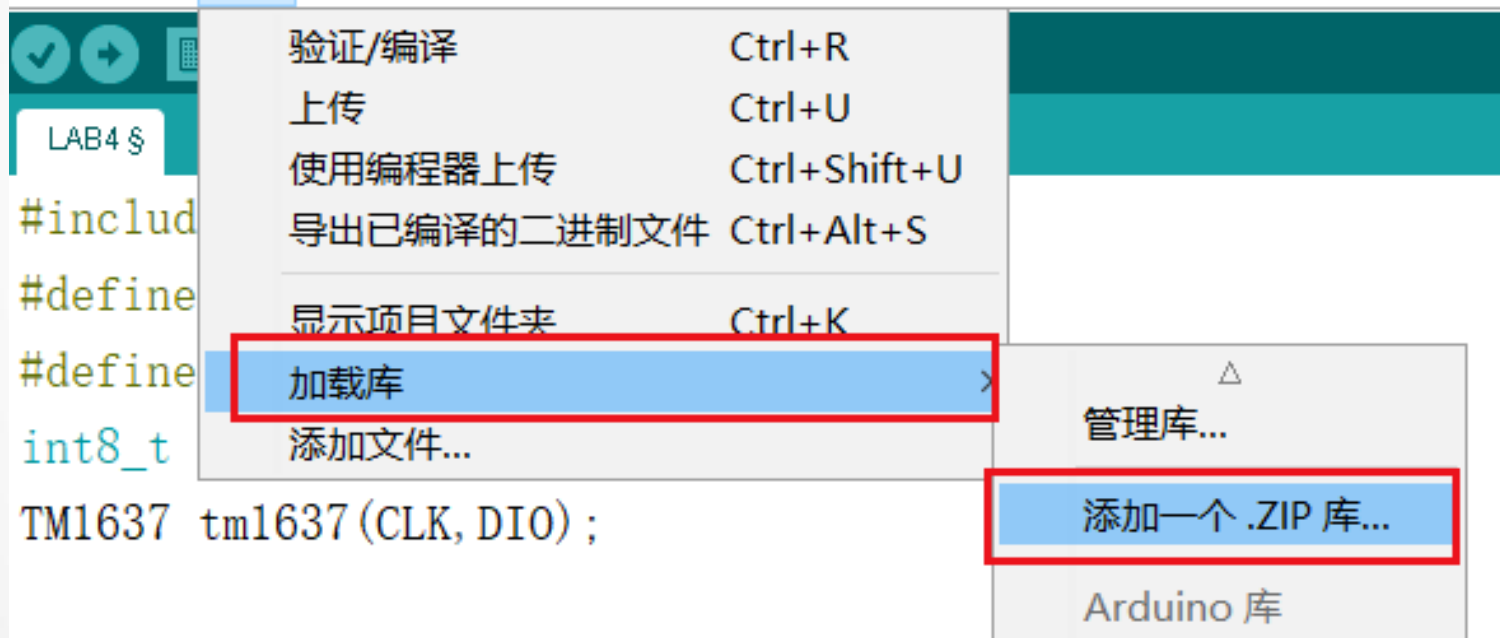 验证/编译 Ctrl+R
上传 Ctrl+U
使用编程器上传 Ctrl+Shift+U
导出已编译的二进制文件 Ctrl+Alt+S
显示项目文件夹 Ctrl+K
加载库
添加文件...
管理库...
添加一个 .ZIP 库...
Arduino 库
LAB4 §
#includ
#define
#define
int8_t
TM1637 tm1637(CLK,DIO);